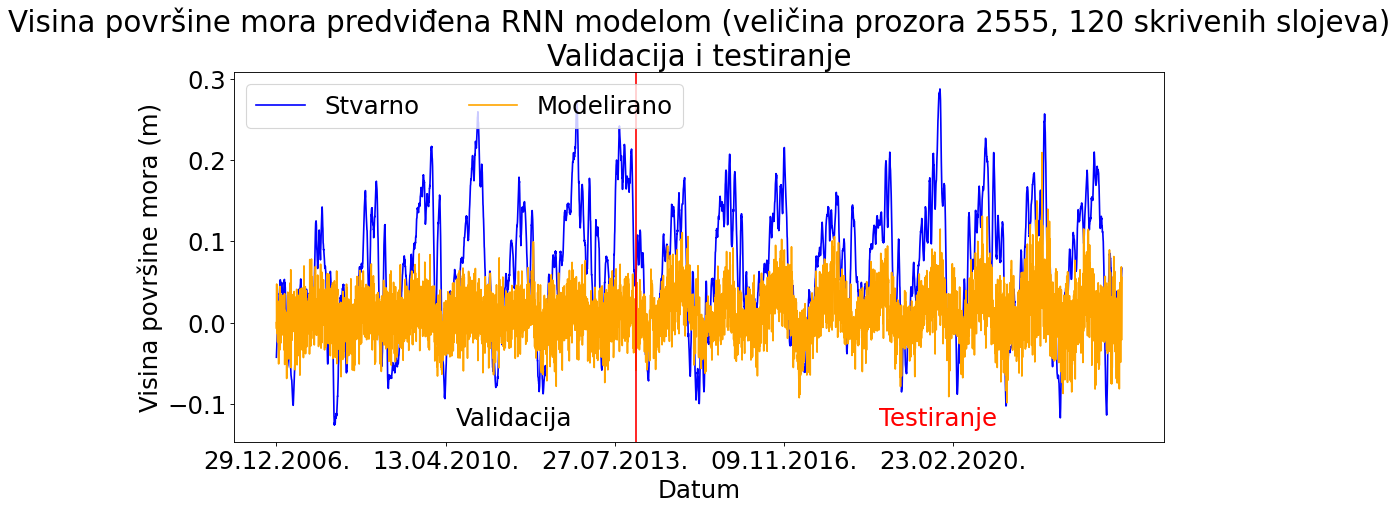 Visina površine mora predviđena RNN modelom (veličina prozora 2555, 120 skrivenih slojeva)
Validacija i testiranje
Stvarno
Modelirano
Visina površine mora (m)
0.3
0.2
0.1
0.0
−0.1
Validacija
Testiranje
29.12.2006.
13.04.2010.
27.07.2013.
09.11.2016.
23.02.2020.
Datum